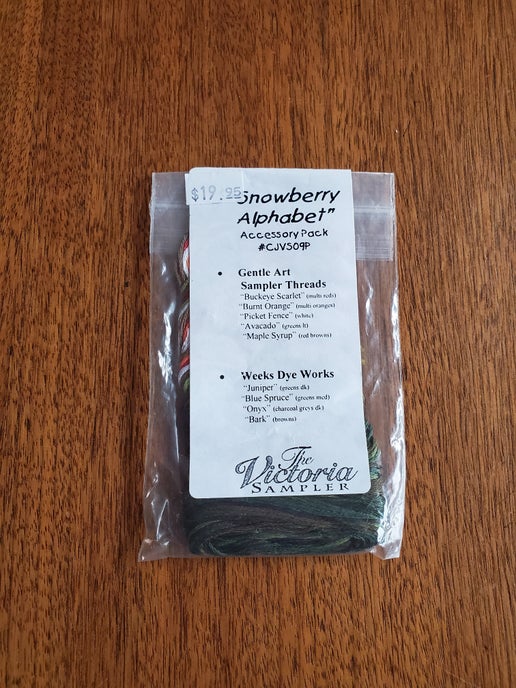 $19.95
Snowberry
Alphabet"
Accessory Pack
#CJVS09P
• Gentle Art
Sampler Threads
"Buckeye Scarlet" (multi reds)
"Burnt Orange" (multi oranges)
"Picket Fence" (white)
"Avacado" (greens lt)
"Maple Syrup" (red browns)
• Weeks Dye Works
"Juniper" (greens dk)
"Blue Spruce" (greens med)
"Onyx" (charcoal greys dk)
"Bark" (browns)
The
Victoria
SAMPLER